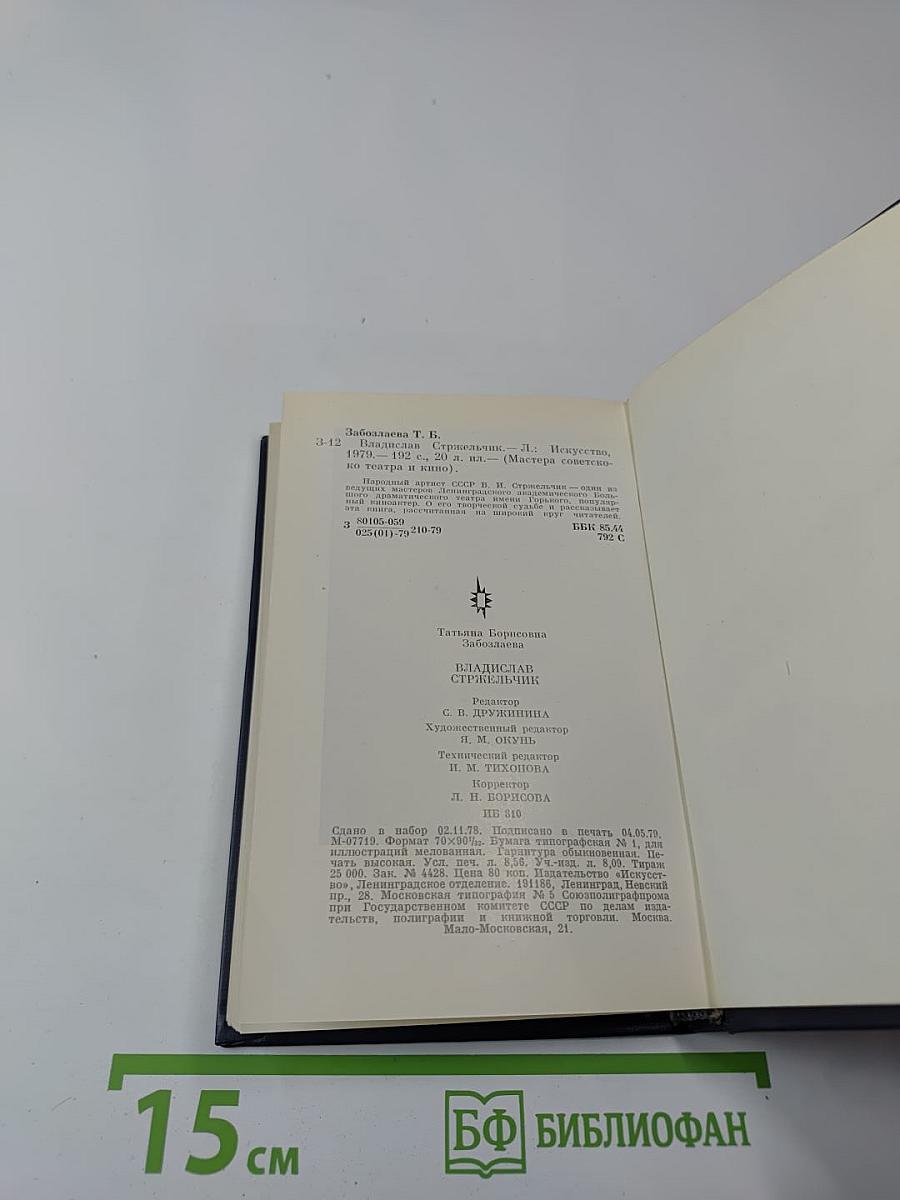 Забозлаева Т. Б.
З-12 Владислав Стржельчик.— Л.: Искусство,
1979.— 192 с., 20 л. ил.— (Мастера советско-
ко театра и кино).
Народный артист СССР В. И. Стржельчик — один из
ведущих мастеров Ленинградского академического Боль-
шого драматического театра имени Горького, популяр-
ный киноактер. О его творческой судьбе и рассказывает
эта книга, рассчитанная на широкий круг читателей.
З 80105-059
025(01)-79 210-79
ББК 85.44
792 С
Татьяна Борисовна
Забозлаева
ВЛАДИСЛАВ
СТРЖЕЛЬЧИК
Редактор
С. В. ДРУЖИНИНА
Художественный редактор
Я. М. ОКУНЬ
Технический редактор
И. М. ТИХОНОВА
Корректор
Л. Н. БОРИСОВА
ИБ 810
Сдано в набор 02.11.78. Подписано в печать 04.05.79.
М-07719. Формат 70×90¹/₃₂. Бумага типографская № 1, для
иллюстраций мелованная. Гарнитура обыкновенная. Пе-
чать высокая. Усл. печ. л. 8,56. Уч.-изд. л. 8,09. Тираж
25 000. Зак. № 4428. Цена 80 коп. Издательство «Искусст-
во», Ленинградское отделение. 191186, Ленинград, Невский
пр., 28. Московская типография № 5 Союзполиграфпрома
при Государственном комитете СССР по делам изда-
тельств, полиграфии и книжной торговли. Москва.
Мало-Московская, 21.
15 см
БФ БИБЛИОФАН